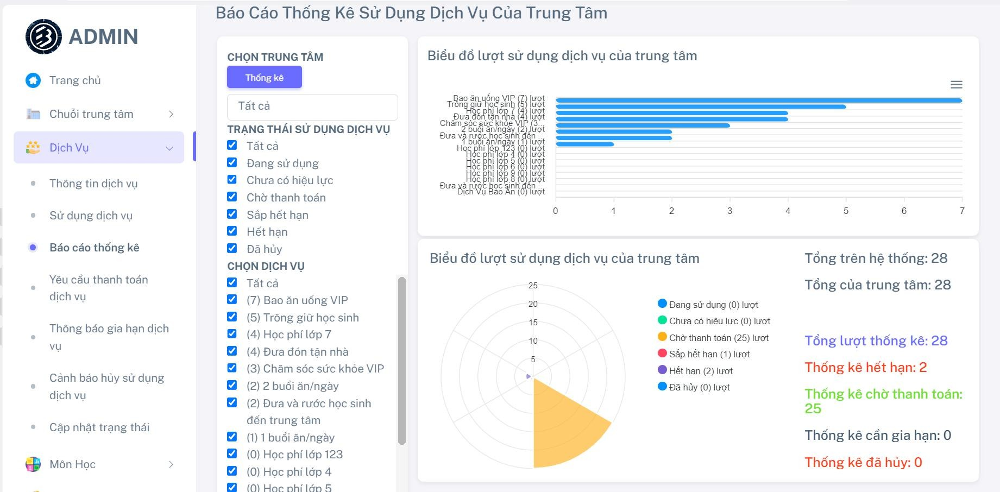 Báo Cáo Thống Kê Sử Dụng Dịch Vụ Của Trung Tâm
ADMIN
Trang chủ
Chuỗi trung tâm
Dịch Vụ
Thông tin dịch vụ
Sử dụng dịch vụ
Báo cáo thống kê
Yêu cầu thanh toán
dịch vụ
Thông báo gia hạn dịch
vụ
Cảnh báo hủy sử dụng
dịch vụ
Cập nhật trạng thái
Môn Học
CHỌN TRUNG TÂM
Thống kê
Tất cả
TRẠNG THÁI SỬ DỤNG DỊCH VỤ
Tất cả
Đang sử dụng
Chưa có hiệu lực
Chờ thanh toán
Sắp hết hạn
Hết hạn
Đã hủy
CHỌN DỊCH VỤ
Tất cả
(7) Bao ăn uống VIP
(5) Trông giữ học sinh
(4) Học phí lớp 7
(4) Đưa đón tận nhà
(3) Chăm sóc sức khỏe VIP
(2) 2 buổi ăn/ngày
(2) Đưa và rước học sinh
đến trung tâm
(1) 1 buổi ăn/ngày
(0) Học phí lớp 123
(0) Học phí lớp 4
(0) Học phí lớp 5
Biểu đồ lượt sử dụng dịch vụ của trung tâm
Bao ăn uống VIP (7) lượt
Trông giữ học sinh (5) lượt
Học phí lớp 7 (4) lượt
Đưa đón tận nhà (4) lượt
Chăm sóc sức khỏe VIP (3...
2 buổi ăn/ngày (2) lượt
Đưa và rước học sinh đến ...
1 buổi ăn/ngày (1) lượt
Học phí lớp 123 (0) lượt
Học phí lớp 4 (0) lượt
Học phí lớp 5 (0) lượt
Học phí lớp 6 (0) lượt
Học phí lớp 9 (0) lượt
Học phí lớp 8 (0) lượt
Đưa và rước học sinh đến ...
Dịch Vụ Bao Ăn (0) lượt
0 1 2 3 4 5 6 7
Biểu đồ lượt sử dụng dịch vụ của trung tâm
25
20
15
10
5
Đang sử dụng (0) lượt
Chưa có hiệu lực (0) lượt
Chờ thanh toán (25) lượt
Sắp hết hạn (1) lượt
Hết hạn (2) lượt
Đã hủy (0) lượt
Tổng trên hệ thống: 28
Tổng của trung tâm: 28
Tổng lượt thống kê: 28
Thống kê hết hạn: 2
Thống kê chờ thanh toán:
25
Thống kê cần gia hạn: 0
Thống kê đã hủy: 0